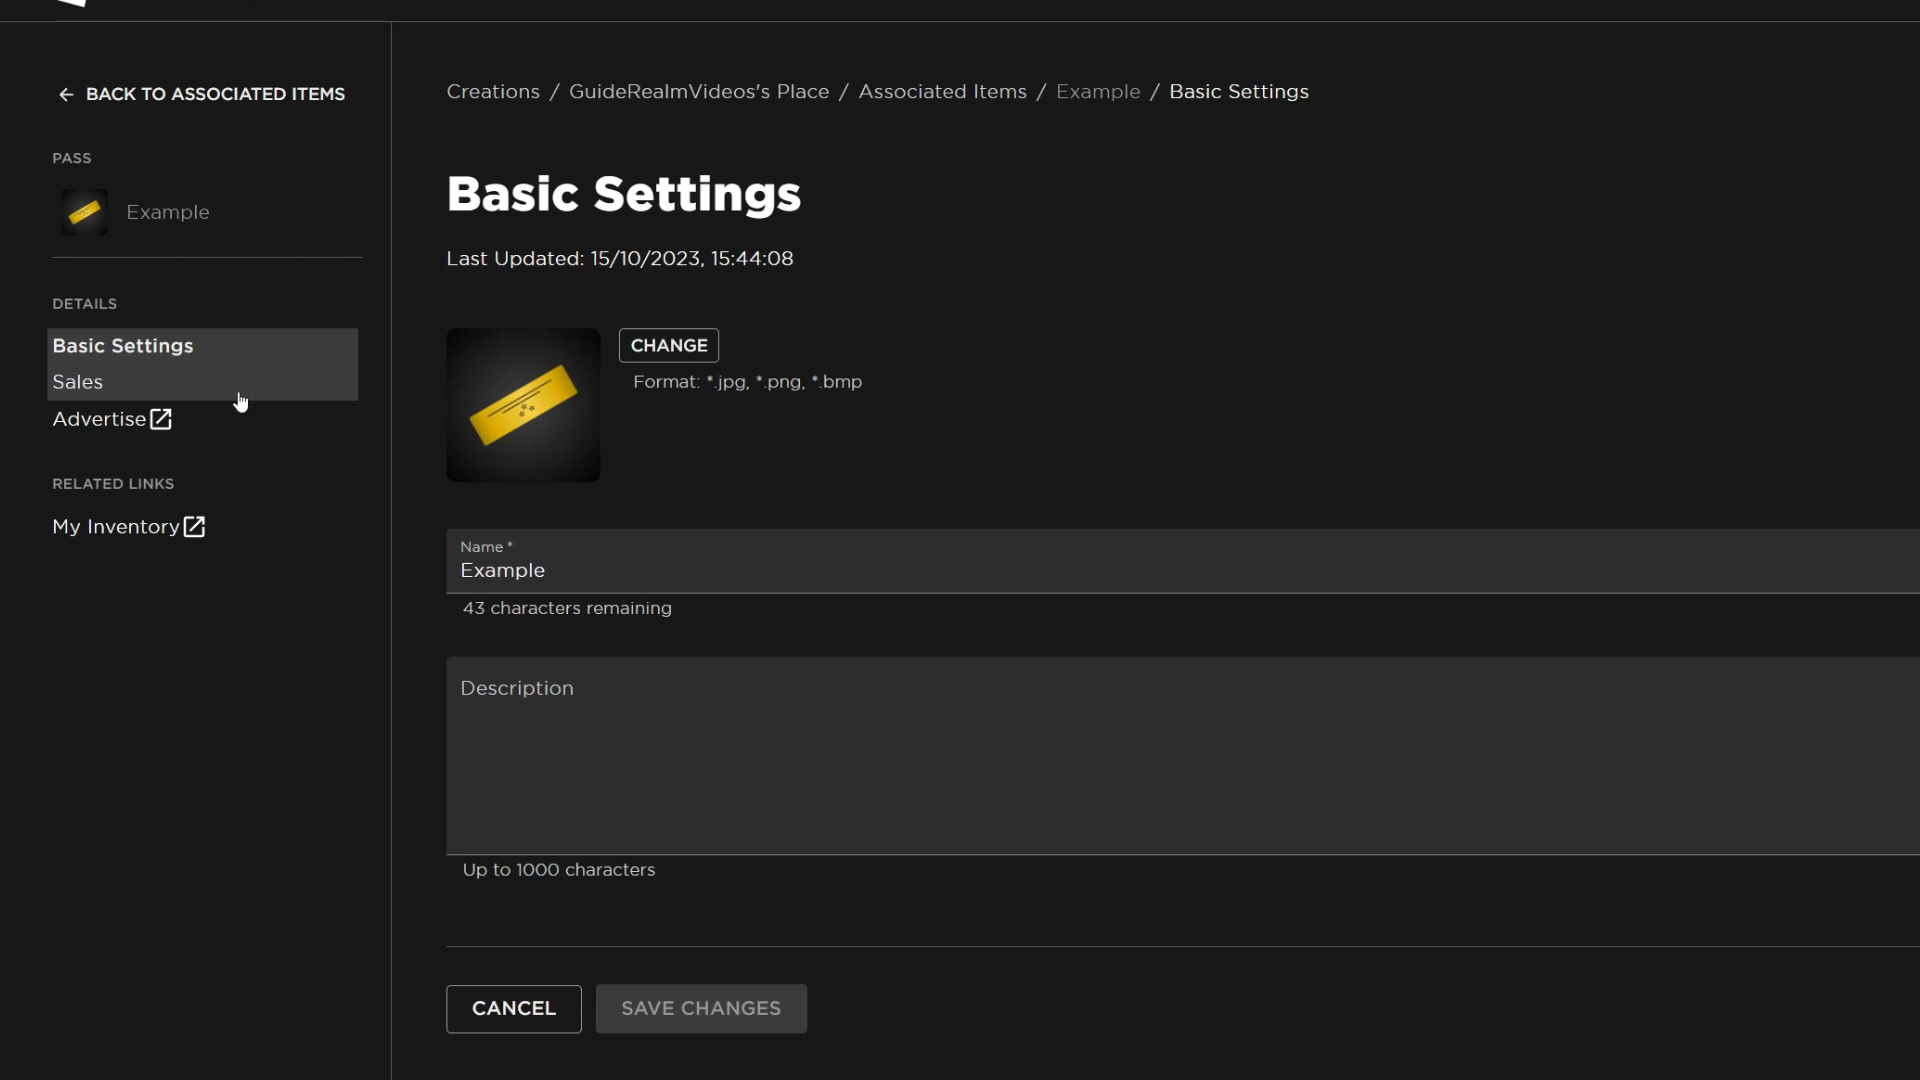 BACK TO ASSOCIATED ITEMS
PASS
Example
DETAILS
Basic Settings
Sales
Advertise
RELATED LINKS
My Inventory
Creations / GuideRealmVideos's Place / Associated Items / Example / Basic Settings
Basic Settings
Last Updated: 15/10/2023, 15:44:08
CHANGE
Format: *.jpg, *.png, *.bmp
Name *
Example
43 characters remaining
Description
Up to 1000 characters
CANCEL
SAVE CHANGES